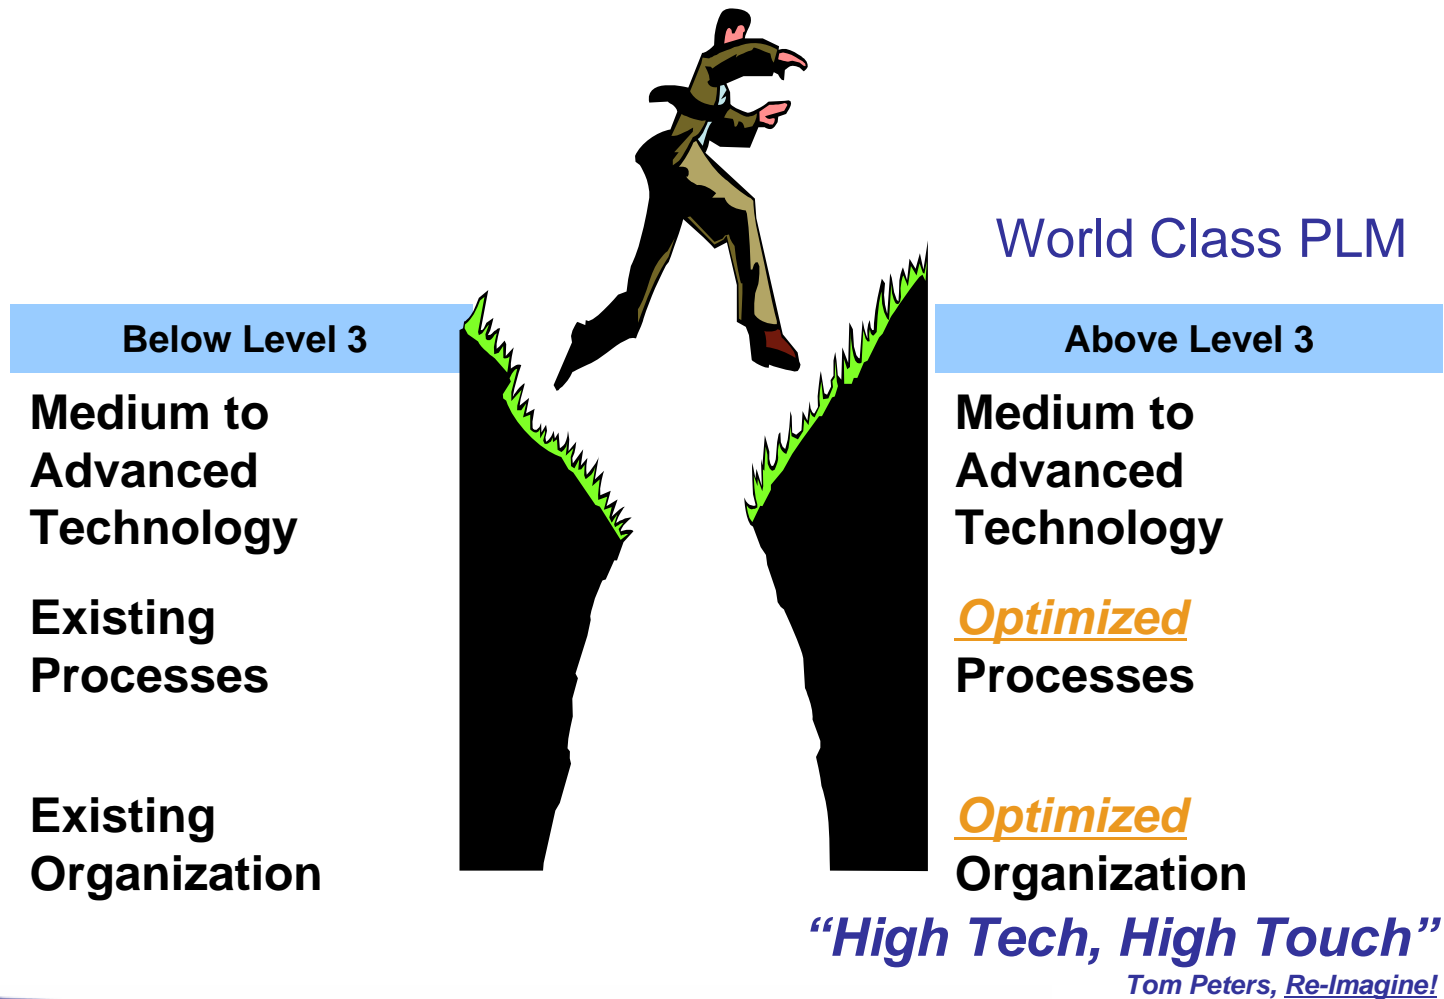 World Class PLM
Below Level 3
Medium to
Advanced
Technology
Existing
Processes
Existing
Organization
Above Level 3
Medium to
Advanced
Technology
Optimized
Processes
Optimized
Organization
“High Tech, High Touch”
Tom Peters, Re-Imagine!